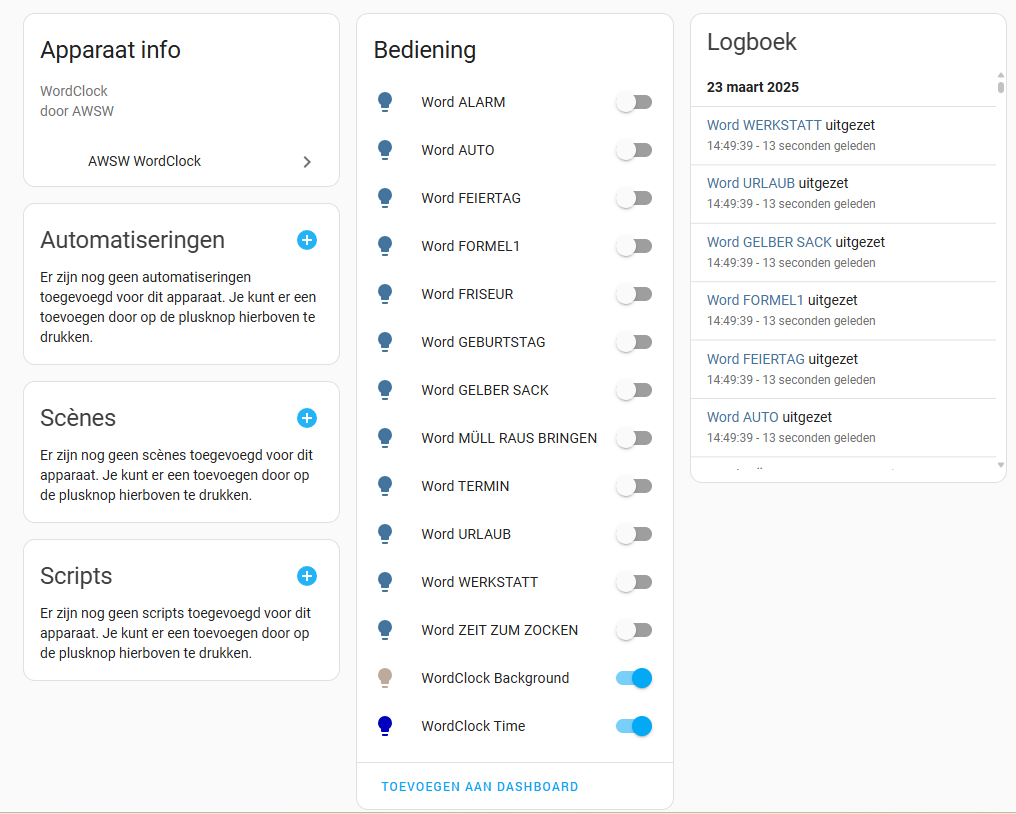 Apparaat info
WordClock
door AWSW
AWSW WordClock
Automatiseringen
Er zijn nog geen automatiseringen
toegevoegd voor dit apparaat. Je kunt er een
toevoegen door op de plusknop hierboven te
drukken.
Scènes
Er zijn nog geen scènes toegevoegd voor dit
apparaat. Je kunt er een toevoegen door op
de plusknop hierboven te drukken.
Scripts
Er zijn nog geen scripts toegevoegd voor dit
apparaat. Je kunt er een toevoegen door op
de plusknop hierboven te drukken.
Bediening
Word ALARM
Word AUTO
Word FEIERTAG
Word FORMEL1
Word FRISEUR
Word GEBURTSTAG
Word GELBER SACK
Word MÜLL RAUS BRINGEN
Word TERMIN
Word URLAUB
Word WERKSTATT
Word ZEIT ZUM ZOCKEN
WordClock Background
WordClock Time
TOEVOEGEN AAN DASHBOARD
Logboek
23 maart 2025
Word WERKSTATT uitgezet
14:49:39 - 13 seconden geleden
Word URLAUB uitgezet
14:49:39 - 13 seconden geleden
Word GELBER SACK uitgezet
14:49:39 - 13 seconden geleden
Word FORMEL1 uitgezet
14:49:39 - 13 seconden geleden
Word FEIERTAG uitgezet
14:49:39 - 13 seconden geleden
Word AUTO uitgezet
14:49:39 - 13 seconden geleden